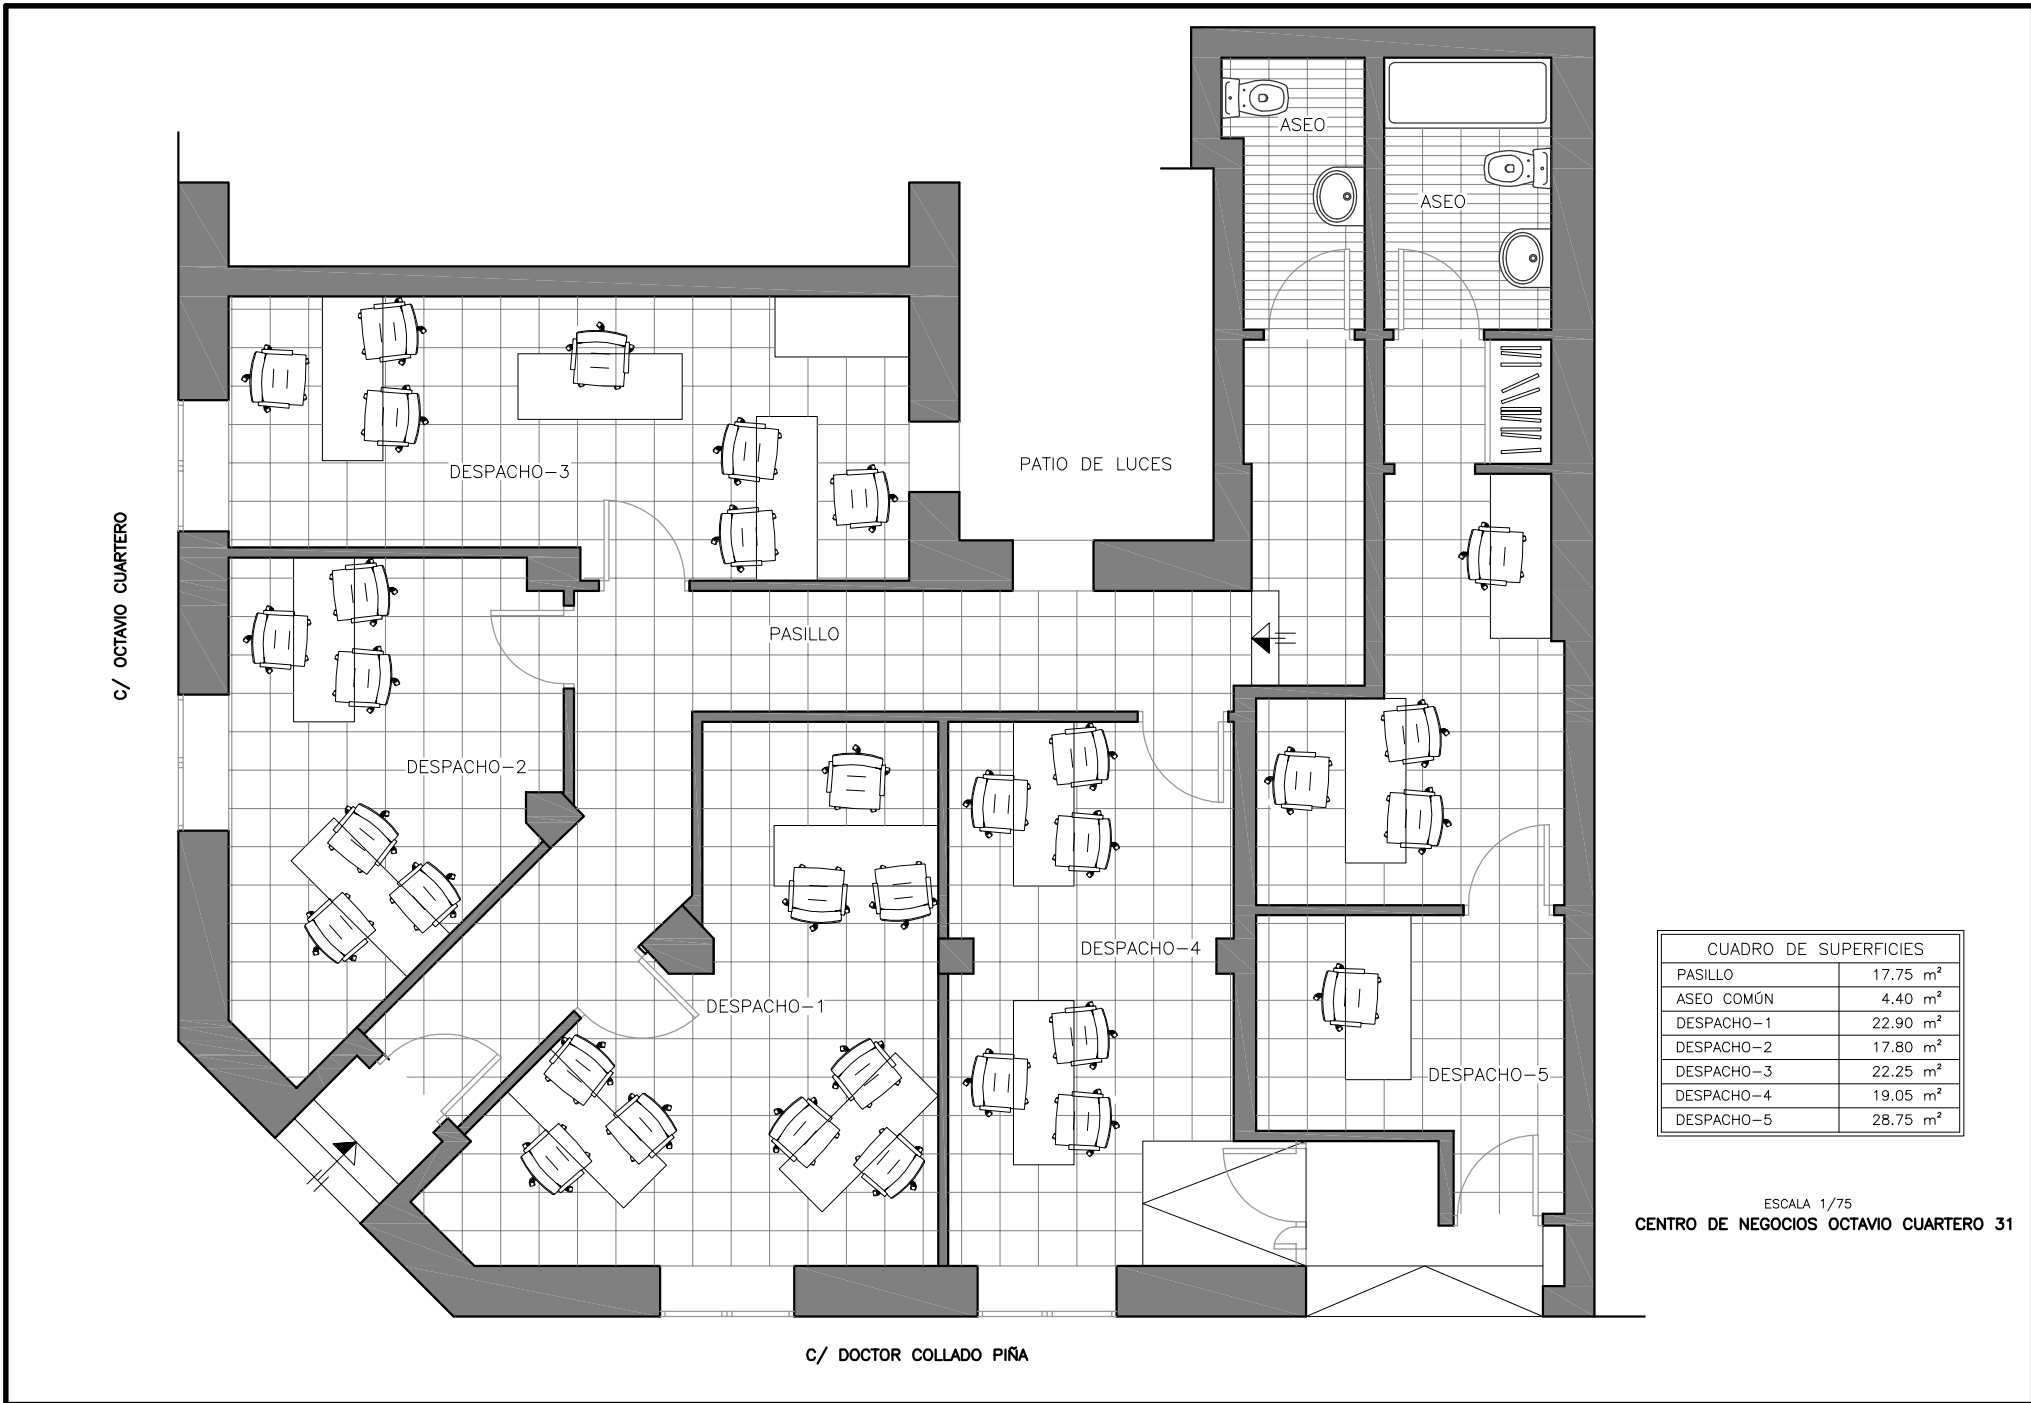 ASEO
ASEO
DESPACHO-3
PATIO DE LUCES
C/ OCTAVIO CUARTERO
PASILLO
DESPACHO-2
DESPACHO-4
DESPACHO-1
DESPACHO-5
CUADRO DE SUPERFICIES
PASILLO 17.75 m²
ASEO COMÚN 4.40 m²
DESPACHO-1 22.90 m²
DESPACHO-2 17.80 m²
DESPACHO-3 22.25 m²
DESPACHO-4 19.05 m²
DESPACHO-5 28.75 m²
ESCALA 1/75
CENTRO DE NEGOCIOS OCTAVIO CUARTERO 31
C/ DOCTOR COLLADO PIÑA